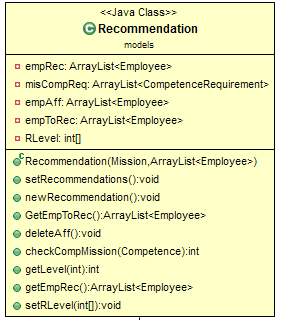 <<Java Class>>
Recommendation
models
empRec: ArrayList<Employee>
misCompReq: ArrayList<CompetenceRequirement>
empAff: ArrayList<Employee>
empToRec: ArrayList<Employee>
RLevel: int[]
Recommendation(Mission,ArrayList<Employee>)
setRecommendations():void
newRecommendation():void
GetEmpToRec():ArrayList<Employee>
deleteAff():void
checkCompMission(Competence):int
getLevel(int):int
getEmpRec():ArrayList<Employee>
setRLevel(int[]):void